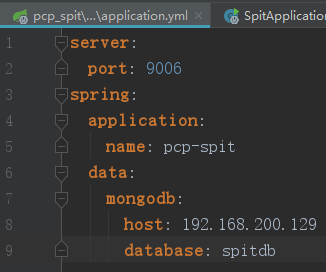 pcp_spit\...\application.yml × SpitApplication
1 server:
2   port: 9006
3 spring:
4   application:
5     name: pcp-spit
6   data:
7     mongodb:
8       host: 192.168.200.129
9       database: spitdb